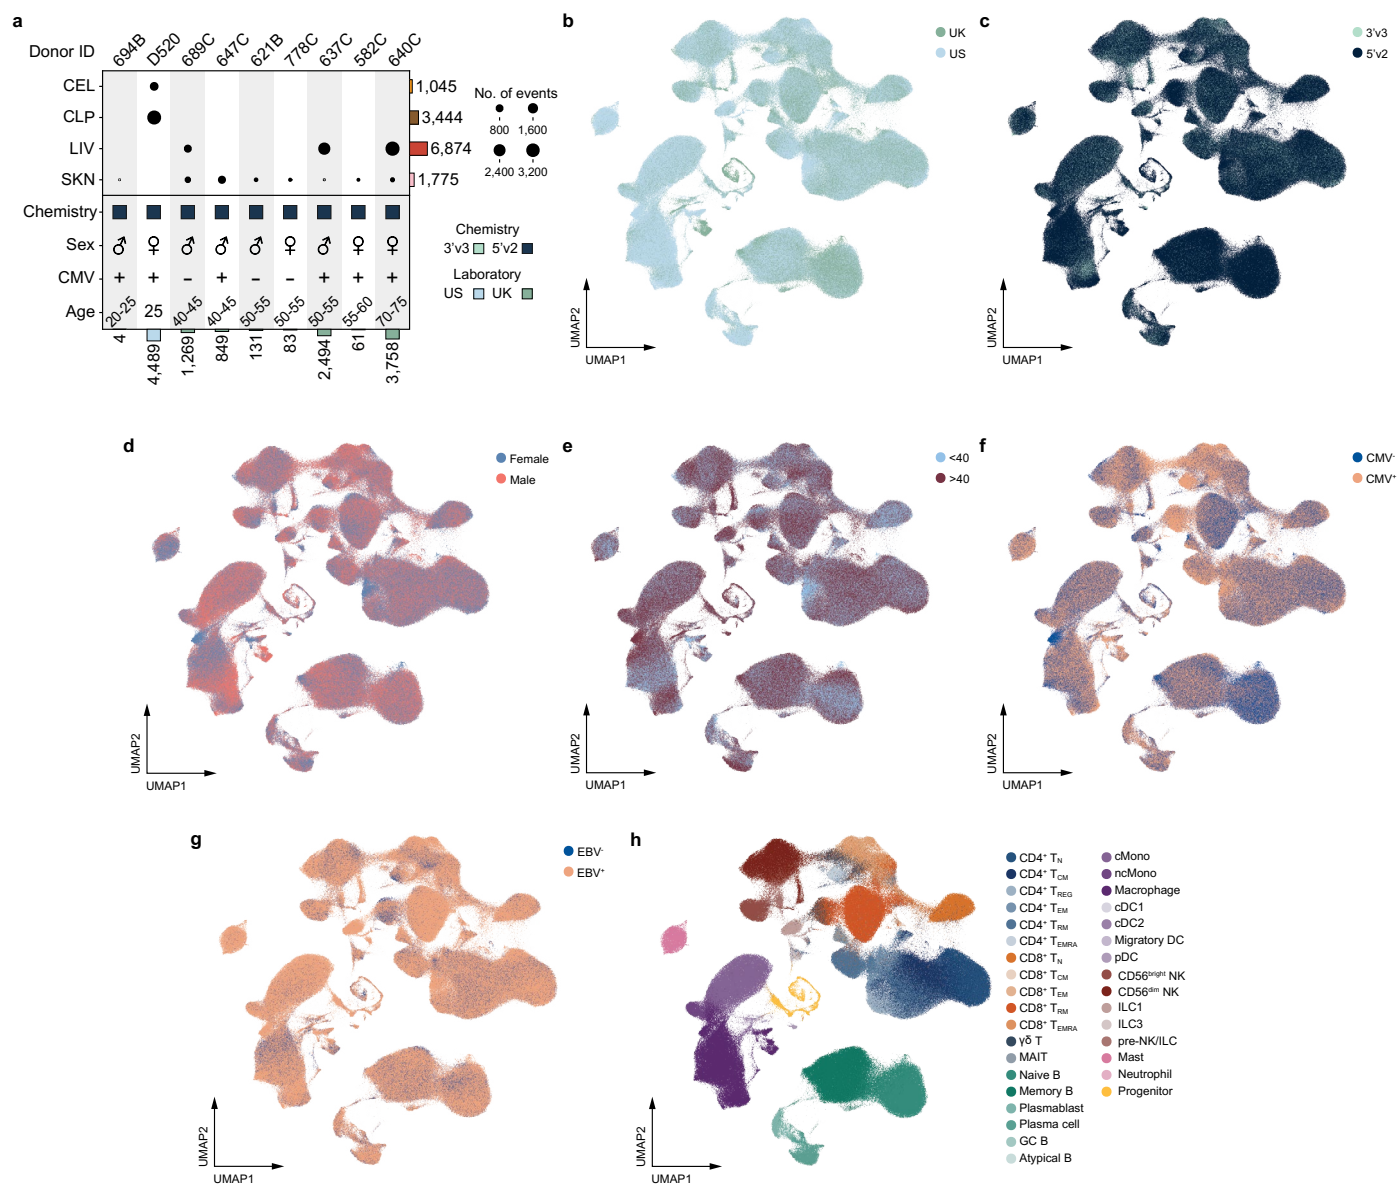 a
Donor ID
694B
D520
689C
647C
621B
778C
637C
582C
640C
CEL
1,045
CLP
3,444
LIV
6,874
SKN
1,775
No. of events
800
1,600
2,400
3,200
Chemistry
Sex ♂ ♀ ♂ ♂ ♂ ♀ ♂ ♀ ♀
CMV + + – + – – + + +
Age 20-25 25 40-45 40-45 50-55 50-55 50-55 55-60 70-75
4
4,489
1,269
849
131
83
2,494
61
3,758
Chemistry
3'v3 5'v2
Laboratory
US UK
b
UK
US
UMAP2
UMAP1
c
3'v3
5'v2
UMAP2
UMAP1
d
Female
Male
UMAP2
UMAP1
e
<40
>40
UMAP2
UMAP1
f
CMV-
CMV+
UMAP2
UMAP1
g
EBV-
EBV+
UMAP2
UMAP1
h
UMAP2
UMAP1
CD4+ TN
CD4+ TCM
CD4+ TREG
CD4+ TEM
CD4+ TRM
CD4+ TEMRA
CD8+ TN
CD8+ TCM
CD8+ TEM
CD8+ TRM
CD8+ TEMRA
γδ T
MAIT
Naive B
Memory B
Plasmablast
Plasma cell
GC B
Atypical B
cMono
ncMono
Macrophage
cDC1
cDC2
Migratory DC
pDC
CD56bright NK
CD56dim NK
ILC1
ILC3
pre-NK/ILC
Mast
Neutrophil
Progenitor